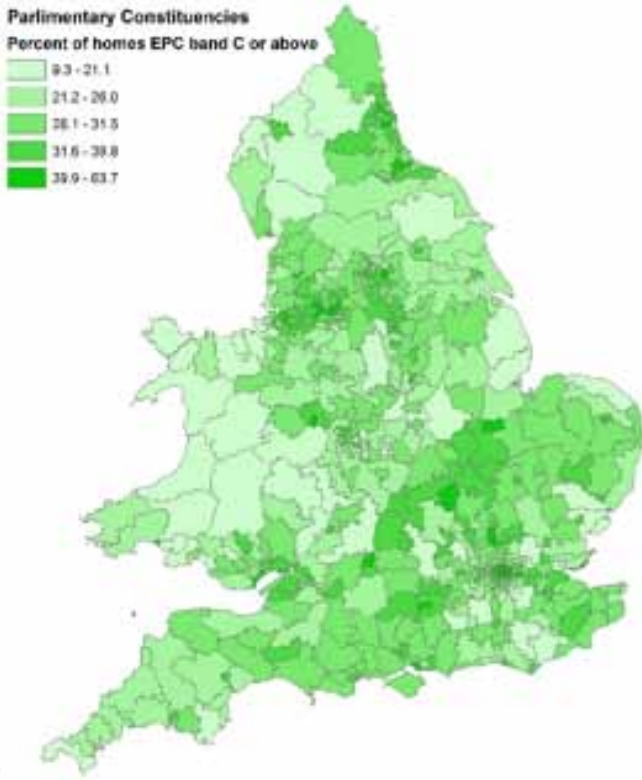 Parlimentary Constituencies
Percent of homes EPC band C or above
9.3 - 21.1
21.2 - 26.0
26.1 - 31.5
31.6 - 39.8
39.9 - 63.7